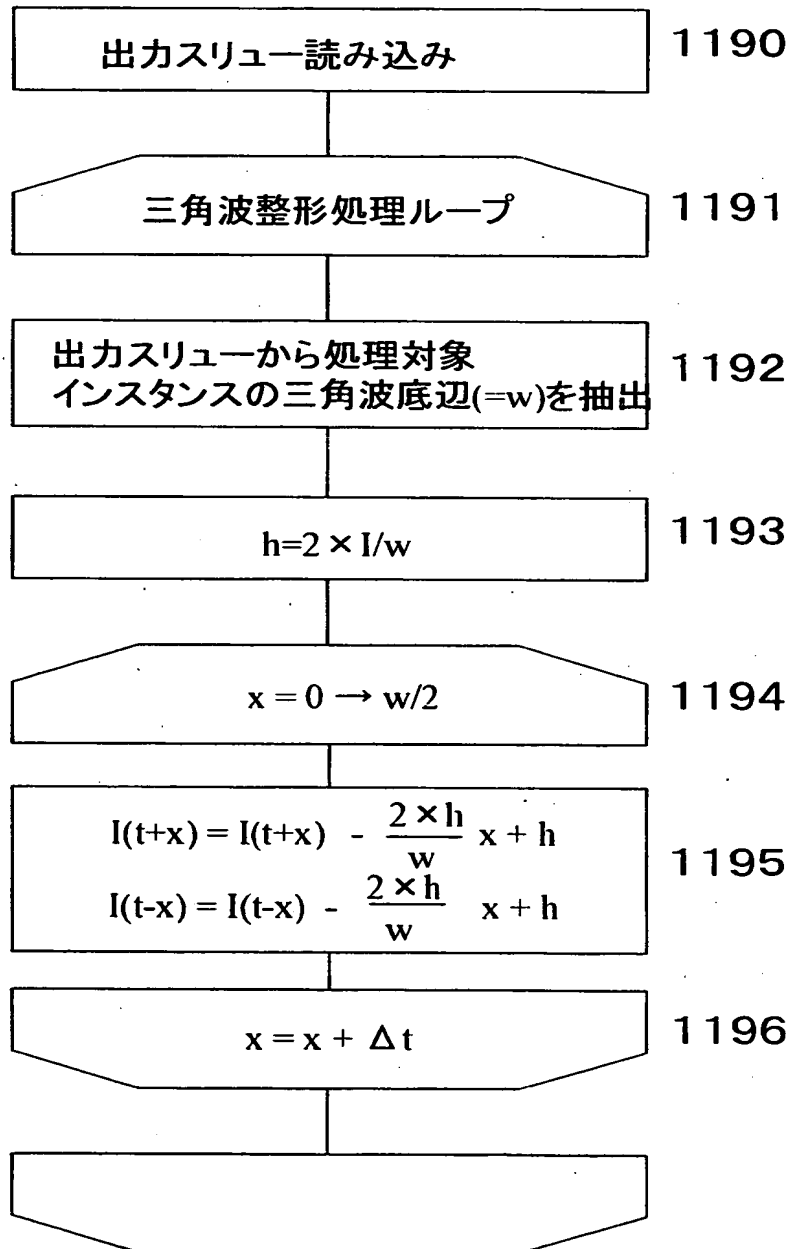 出力スリュー読み込み 1190
三角波整形処理ループ 1191
出力スリューから処理対象
インスタンスの三角波底辺(=w)を抽出 1192
h=2×I/w 1193
x = 0 → w/2 1194
I(t+x) = I(t+x) - 2×h/w x + h
I(t-x) = I(t-x) - 2×h/w x + h 1195
x = x + Δt 1196